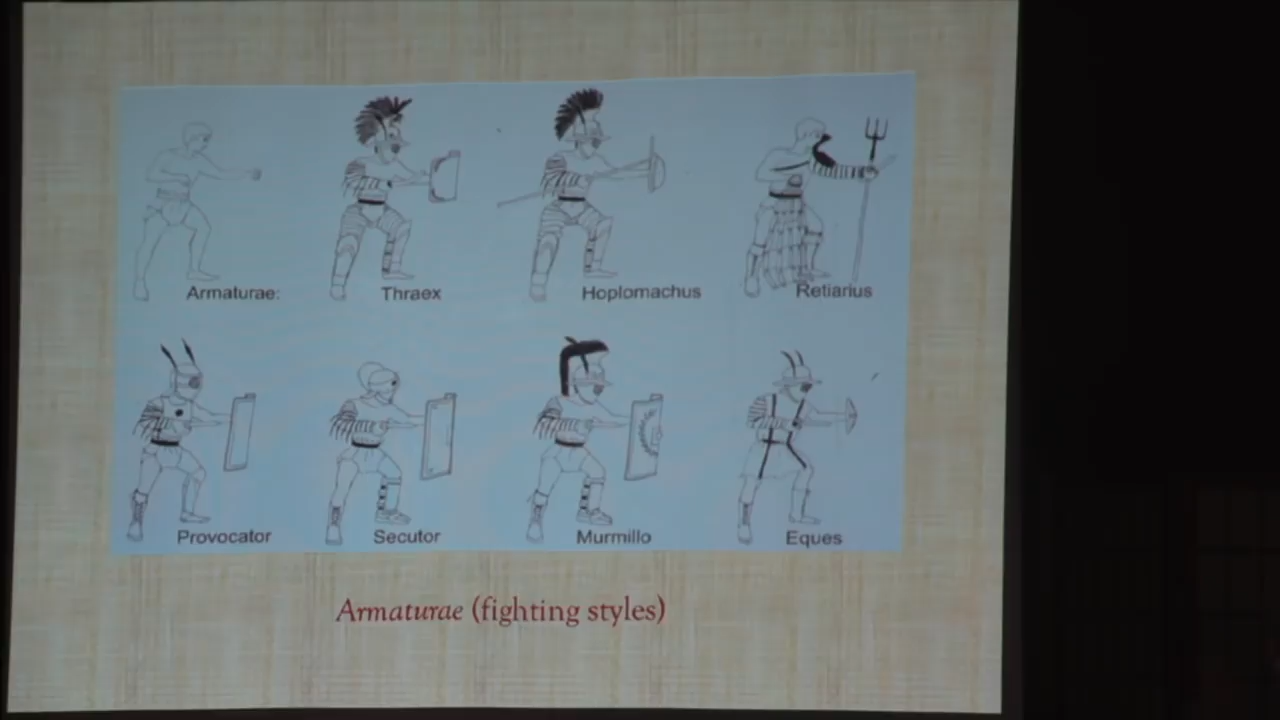 Armaturae:
Thraex
Hoplomachus
Retiarius
Provocator
Secutor
Murmillo
Eques
Armaturae (fighting styles)